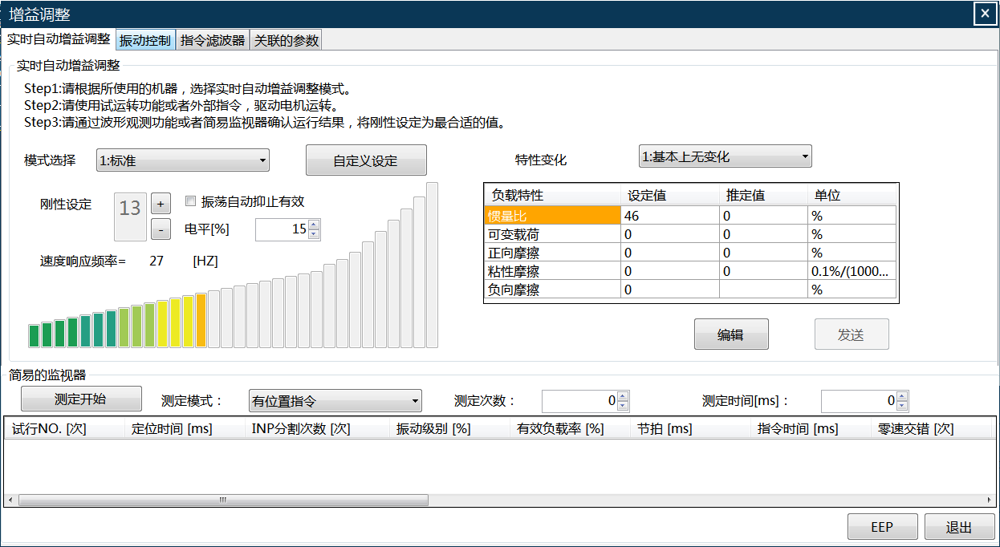 增益调整
实时自动增益调整 振动控制 指令滤波器 关联的参数
实时自动增益调整
Step1:请根据所使用的机器，选择实时自动增益调整模式。
Step2:请使用试运转功能或者外部指令，驱动电机运转。
Step3:请通过波形观测功能或者简易监视器确认运行结果，将刚性设定为最合适的值。
模式选择 1:标准 自定义设定 特性变化 1:基本上无变化
刚性设定 13 + - 振荡自动抑止有效
电平[%] 15
速度响应频率= 27 [HZ]
负载特性 设定值 推定值 单位
惯量比 46 0 %
可变载荷 0 0 %
正向摩擦 0 0 %
粘性摩擦 0 0 0.1%/(1000...
负向摩擦 0 %
编辑 发送
简易的监视器
测定开始 测定模式： 有位置指令 测定次数： 0 测定时间[ms]： 0
试行NO. [次] 定位时间 [ms] INP分割次数 [次] 振动级别 [%] 有效负载率 [%] 节拍 [ms] 指令时间 [ms] 零速交错 [次]
EEP 退出